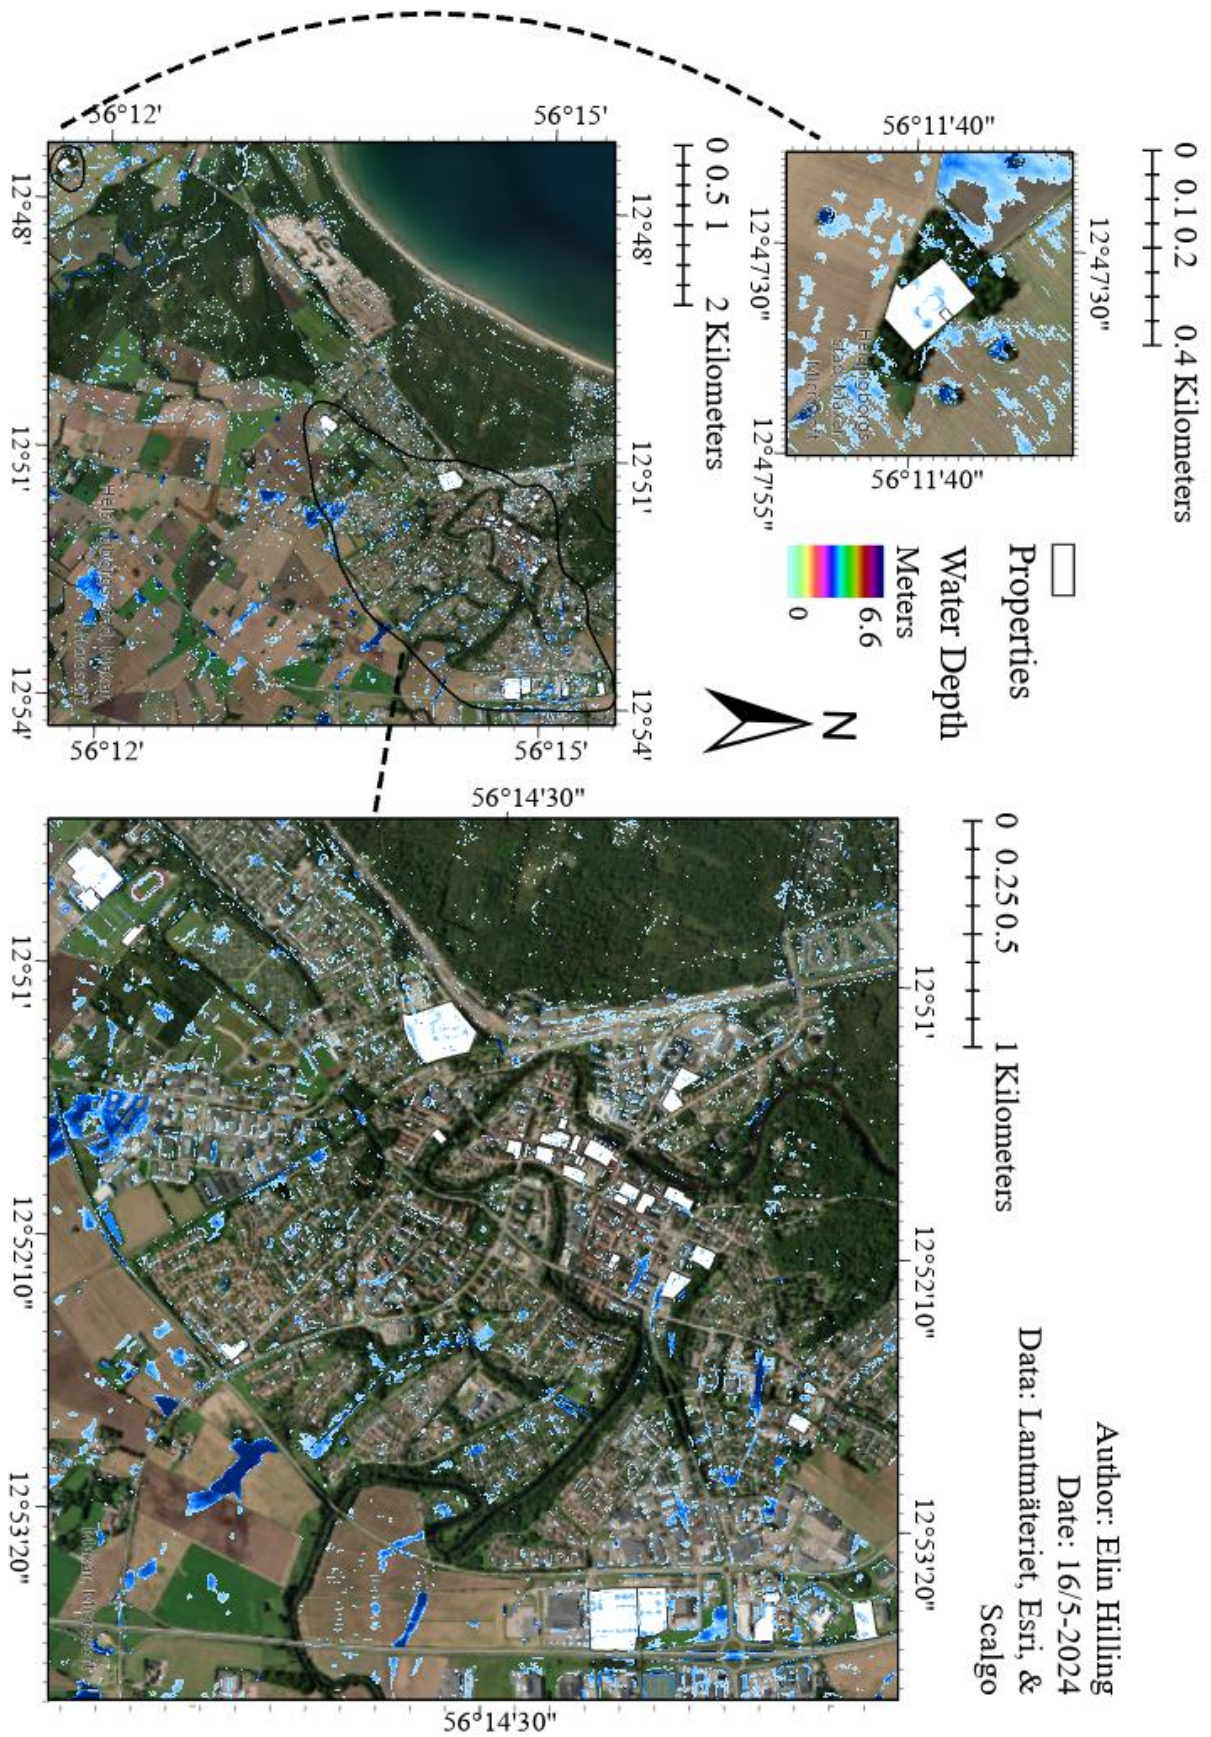 0 0.1 0.2 0.4 Kilometers
12°47'30"
56°11'40"
56°11'40"
12°47'30"
12°47'55"
Properties
Water Depth
Meters
6.6
0
N
0 0.5 1 2 Kilometers
12°48'
12°51'
12°54'
56°15'
56°15'
56°12'
56°12'
12°48'
12°51'
12°54'
Author: Elin Hilling
Date: 16/5-2024
Data: Lantmäteriet, Esri, &
Scalgo
0 0.25 0.5 1 Kilometers
12°51'
12°52'10"
12°53'20"
56°14'30"
56°14'30"
12°51'
12°52'10"
12°53'20"